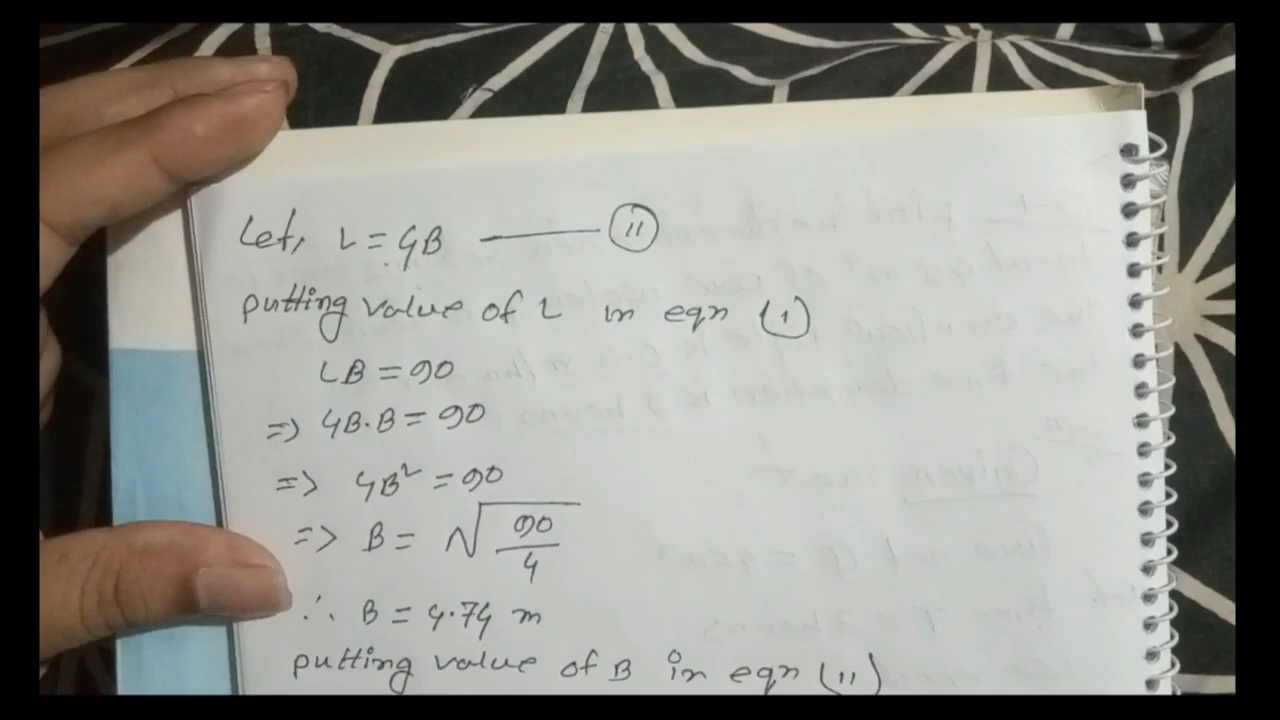 Let, L = 4B ——— (ii)
putting value of L in eqn (i)
LB = 90
=> 4B.B = 90
=> 4B² = 90
=> B = √90/4
∴ B = 4.74 m
putting value of B in eqn (ii)